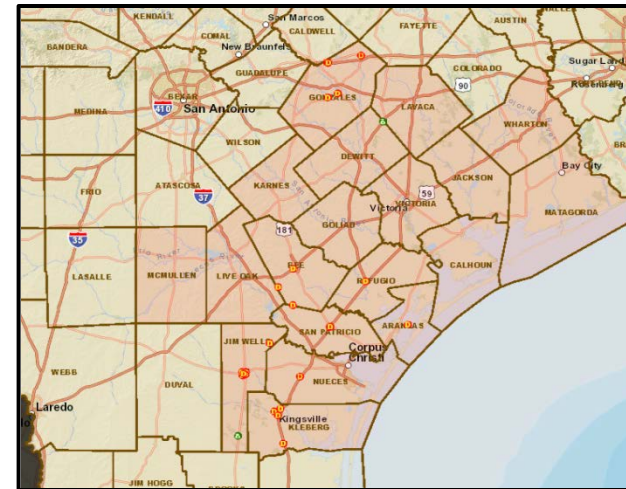 KENDALL
San Marcos
CALDWELL
FAYETTE
AUSTIN
BANDERA
COMAL
New Braunfels
GUADALUPE
COLORADO
Sugar Land
Rosenberg
BEXAR
GONZALES
90
LAVACA
MEDINA
410
San Antonio
WHARTON
WILSON
DEWITT
Bay City
JACKSON
KARNES
FRIO
ATASCOSA
37
59
Victoria
VICTORIA
MATAGORDA
GOLIAD
181
35
CALHOUN
LASALLE
MCMULLEN
LIVE OAK
BEE
REFUGIO
SAN PATRICIO
ARANSAS
JIM WELLS
Corpus
Christi
WEBB
DUVAL
NUECES
Laredo
Kingsville
KLEBERG
JIM HOGG